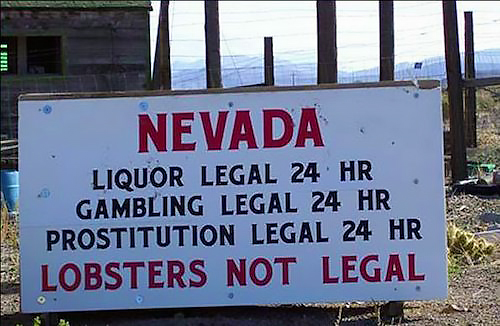 NEVADA
LIQUOR LEGAL 24 HR
GAMBLING LEGAL 24 HR
PROSTITUTION LEGAL 24 HR
LOBSTERS NOT LEGAL